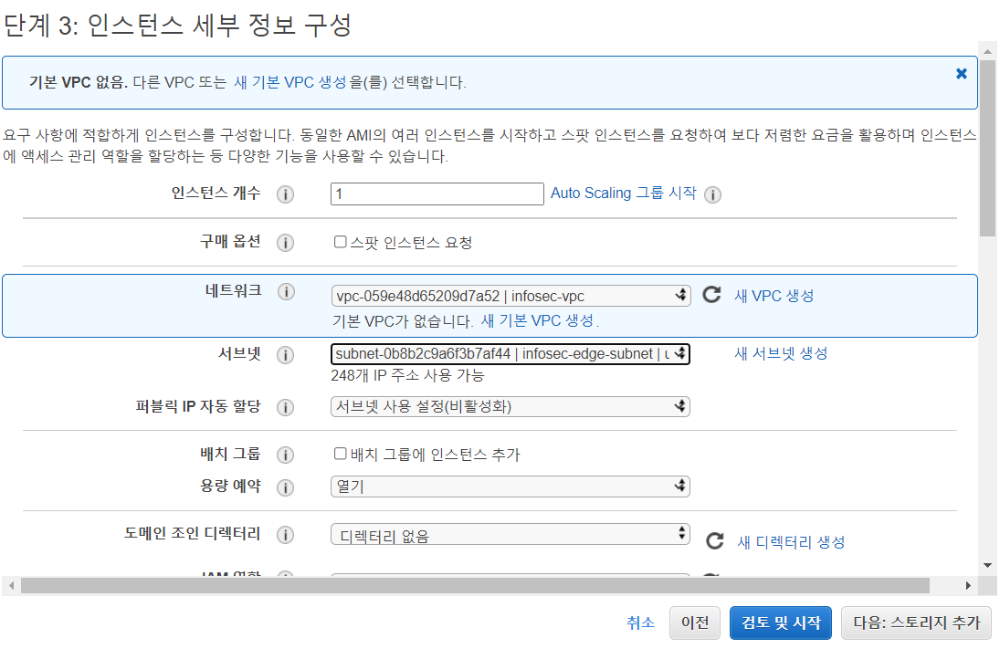 단계 3: 인스턴스 세부 정보 구성
기본 VPC 없음. 다른 VPC 또는 새 기본 VPC 생성을(를) 선택합니다.
요구 사항에 적합하게 인스턴스를 구성합니다. 동일한 AMI의 여러 인스턴스를 시작하고 스팟 인스턴스를 요청하여 보다 저렴한 요금을 활용하며 인스턴스
에 액세스 관리 역할을 할당하는 등 다양한 기능을 사용할 수 있습니다.
인스턴스 개수 1 Auto Scaling 그룹 시작
구매 옵션 스팟 인스턴스 요청
네트워크 vpc-059e48d65209d7a52 | infosec-vpc 새 VPC 생성
기본 VPC가 없습니다. 새 기본 VPC 생성.
서브넷 subnet-0b8b2c9a6f3b7af44 | infosec-edge-subnet | 새 서브넷 생성
248개 IP 주소 사용 가능
퍼블릭 IP 자동 할당 서브넷 사용 설정(비활성화)
배치 그룹 배치 그룹에 인스턴스 추가
용량 예약 열기
도메인 조인 디렉터리 디렉터리 없음 새 디렉터리 생성
취소 이전 검토 및 시작 다음: 스토리지 추가